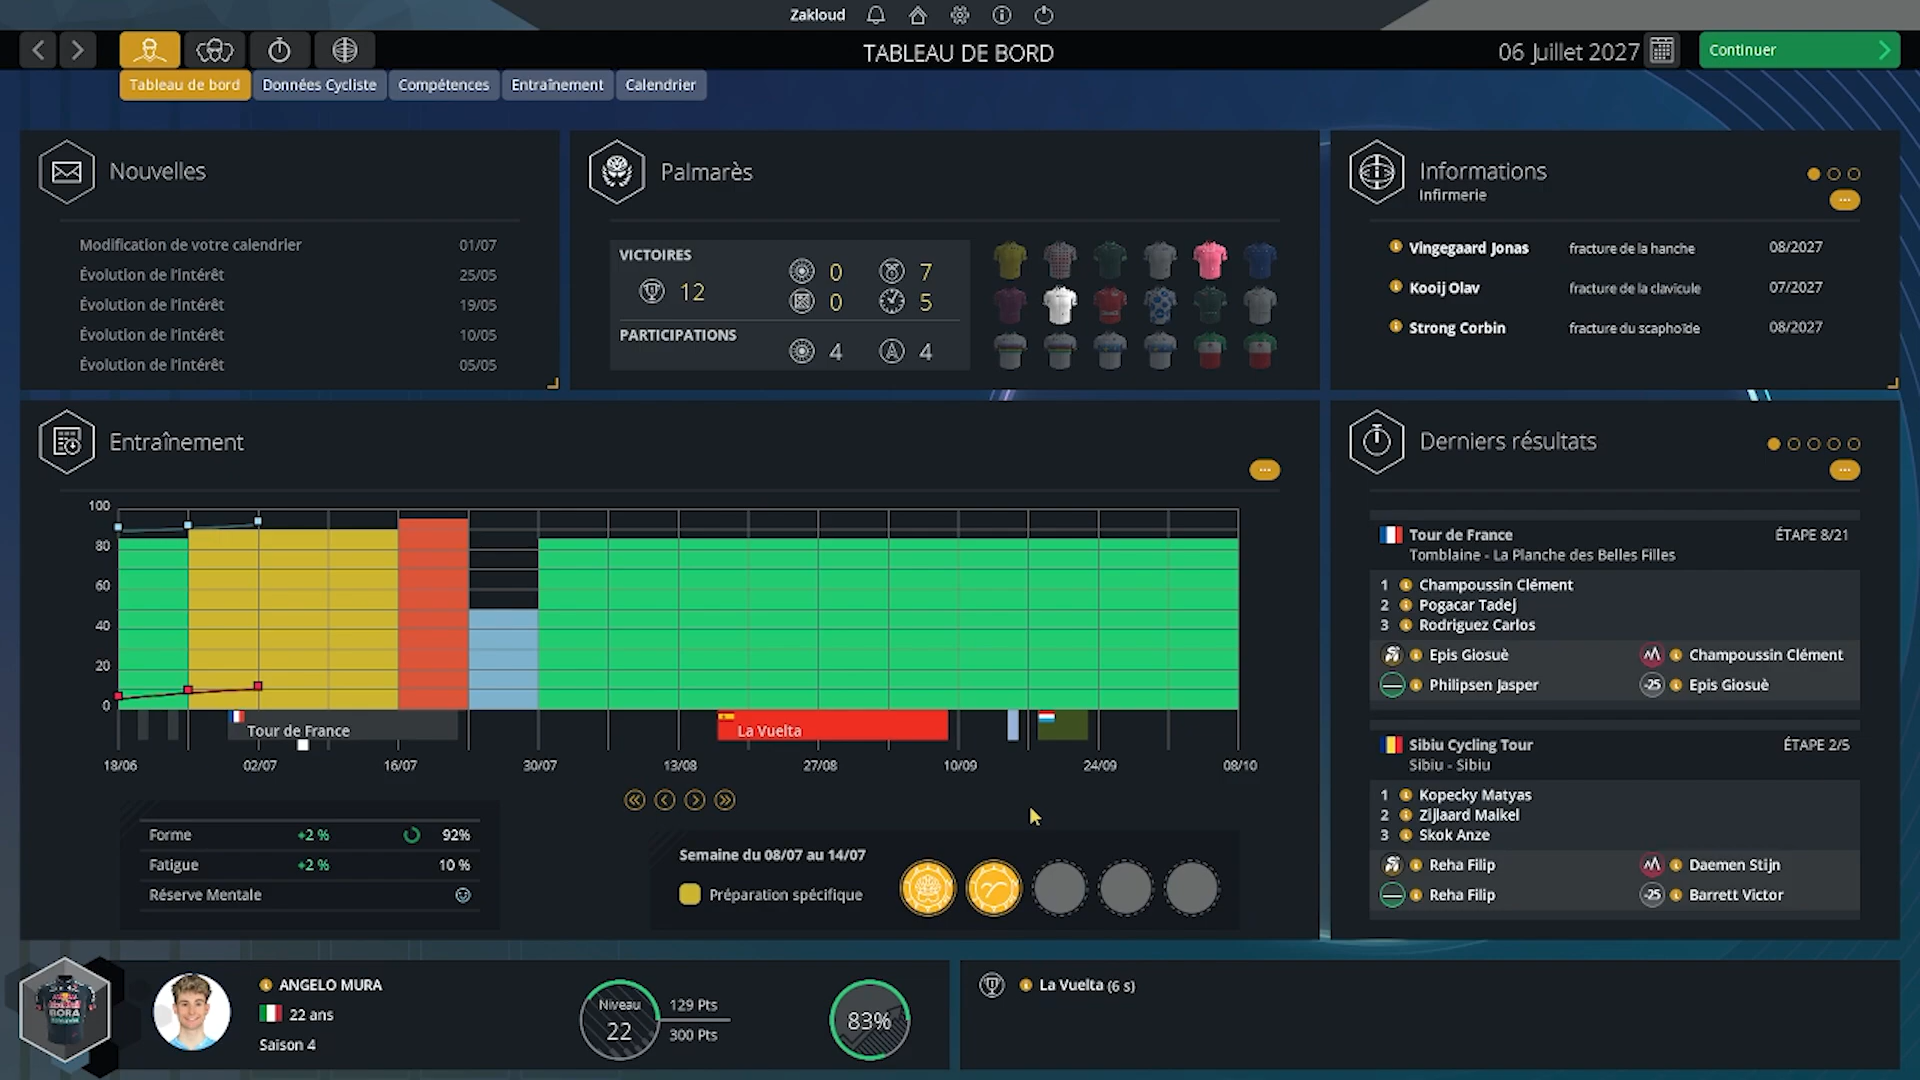 Zakloud
TABLEAU DE BORD
06 Juillet 2027
Continuer
Tableau de bord
Données Cycliste
Compétences
Entraînement
Calendrier
Nouvelles
Modification de votre calendrier 01/07
Évolution de l'intérêt 25/05
Évolution de l'intérêt 19/05
Évolution de l'intérêt 10/05
Évolution de l'intérêt 05/05
Palmarès
VICTOIRES
12
0 7
0 5
PARTICIPATIONS
4 4
Informations
Infirmerie
Vingegaard Jonas fracture de la hanche 08/2027
Kooij Olav fracture de la clavicule 07/2027
Strong Corbin fracture du scaphoïde 08/2027
Entraînement
100
80
60
40
20
0
Tour de France
La Vuelta
18/06 02/07 16/07 30/07 13/08 27/08 10/09 24/09 08/10
Forme +2 % 92%
Fatigue +2 % 10 %
Réserve Mentale
Semaine du 08/07 au 14/07
Préparation spécifique
Derniers résultats
Tour de France ÉTAPE 8/21
Tomblaine - La Planche des Belles Filles
1 Champoussin Clément
2 Pogacar Tadej
3 Rodriguez Carlos
Epis Giosuè Champoussin Clément
Philipsen Jasper -25 Epis Giosuè
Sibiu Cycling Tour ÉTAPE 2/5
Sibiu - Sibiu
1 Kopecky Matyas
2 Zijlaard Maikel
3 Skok Anze
Reha Filip Daemen Stijn
Reha Filip -25 Barrett Victor
Red Bull
BORA
ANGELO MURA
22 ans
Saison 4
Niveau
22
129 Pts
300 Pts
83%
La Vuelta (6 s)